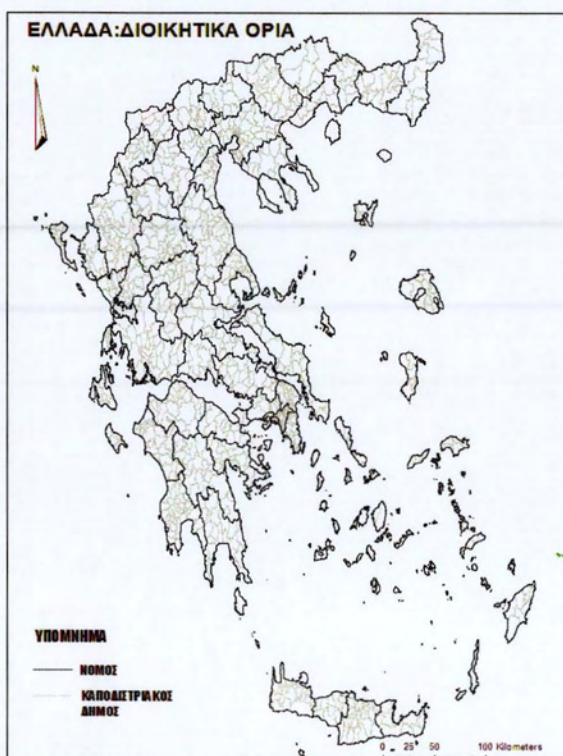 ΕΛΛΑΔΑ:ΔΙΟΙΚΗΤΙΚΑ ΟΡΙΑ
N
ΥΠΟΜΝΗΜΑ
ΝΟΜΟΣ
ΚΑΠΟΔΙΣΤΡΙΑΚΟΣ
ΔΗΜΟΣ
0 25 50 100 Kilometers